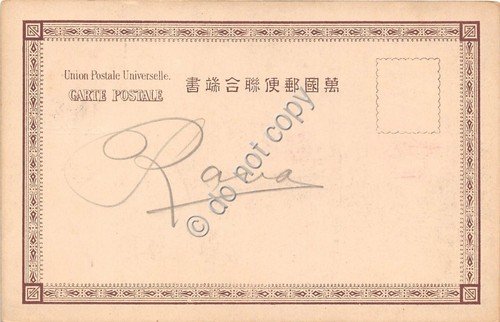 Union Postale Universelle.
CARTE POSTALE
萬國郵便聯合端書
© do not copy